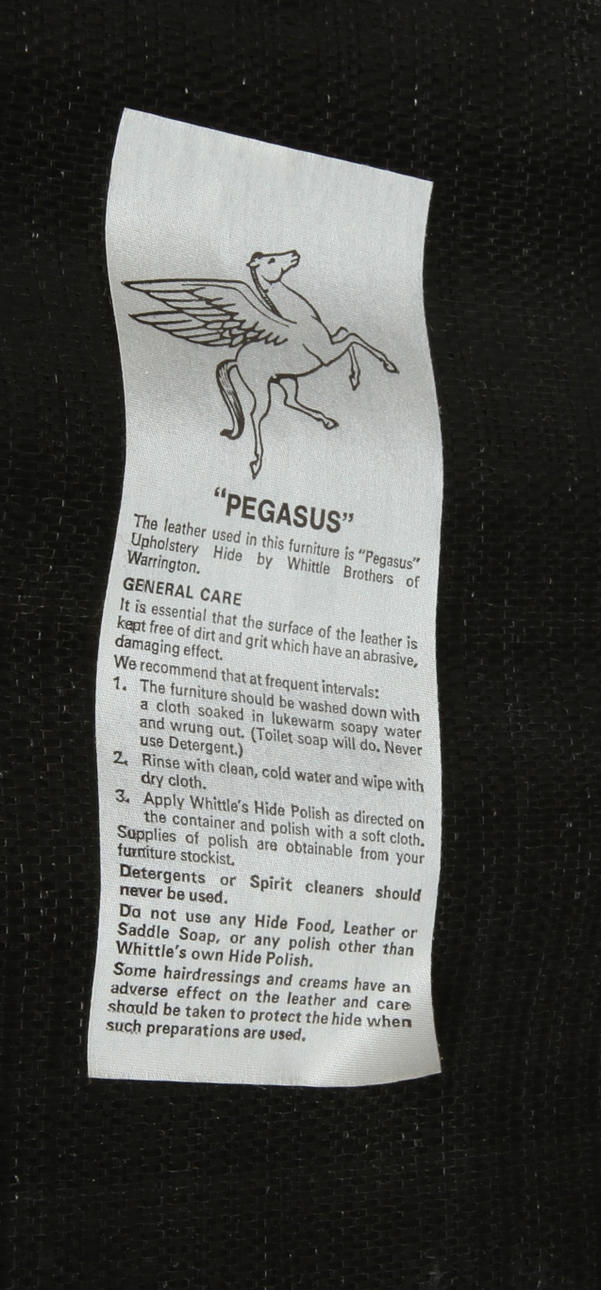 “PEGASUS”
The leather used in this furniture is “Pegasus”
Upholstery Hide by Whittle Brothers of
Warrington.
GENERAL CARE
It is essential that the surface of the leather is
kept free of dirt and grit which have an abrasive,
damaging effect.
We recommend that at frequent intervals:
1. The furniture should be washed down with
a cloth soaked in lukewarm soapy water
and wrung out. (Toilet soap will do. Never
use Detergent.)
2. Rinse with clean, cold water and wipe with
dry cloth.
3. Apply Whittle's Hide Polish as directed on
the container and polish with a soft cloth.
Supplies of polish are obtainable from your
furniture stockist.
Detergents or Spirit cleaners should
never be used.
Do not use any Hide Food, Leather or
Saddle Soap, or any polish other than
Whittle's own Hide Polish.
Some hairdressings and creams have an
adverse effect on the leather and care
should be taken to protect the hide when
such preparations are used.